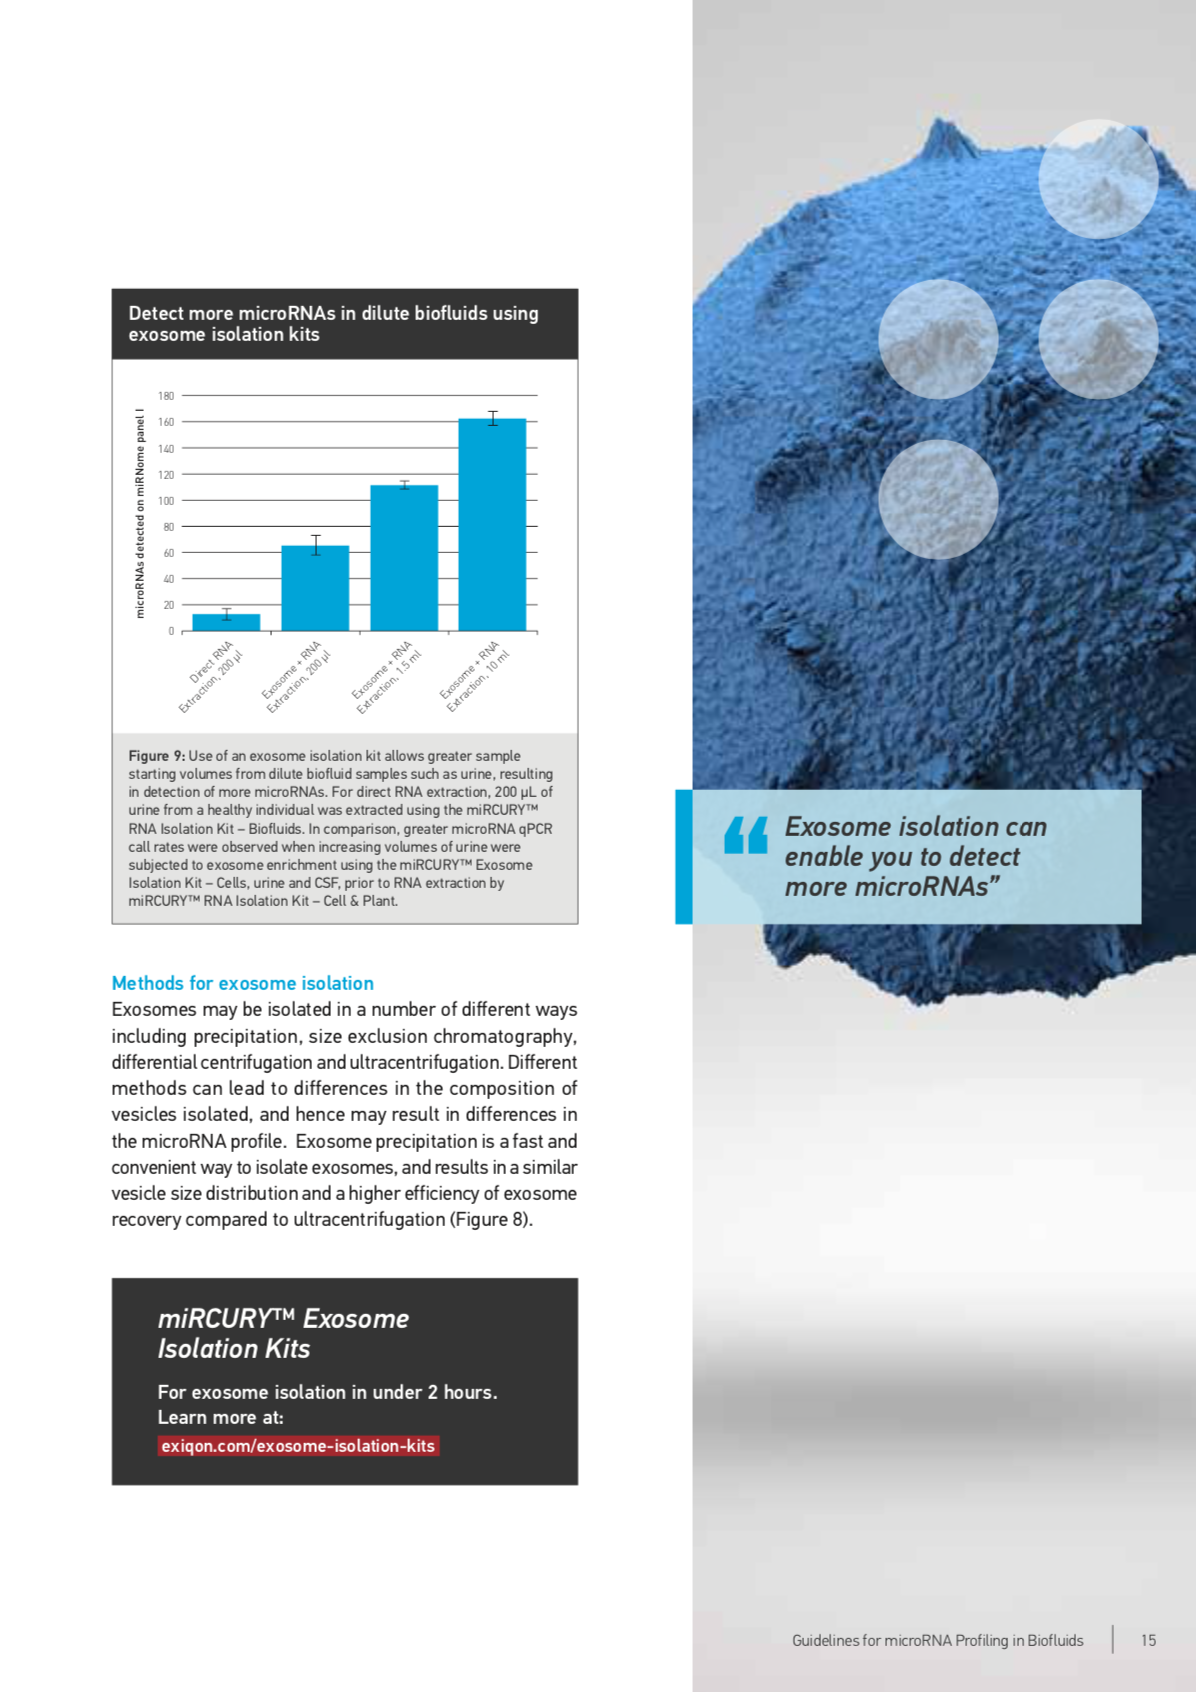 Detect more microRNAs in dilute biofluids using
exosome isolation kits
microRNAs detected on miRNome panel I
180
160
140
120
100
80
60
40
20
0
Direct RNA
Extraction, 200 µl
Exosome + RNA
Extraction, 200 µl
Exosome + RNA
Extraction, 1.5 ml
Exosome + RNA
Extraction, 10 ml
Figure 9: Use of an exosome isolation kit allows greater sample
starting volumes from dilute biofluid samples such as urine, resulting
in detection of more microRNAs. For direct RNA extraction, 200 µL of
urine from a healthy individual was extracted using the miRCURY™
RNA Isolation Kit – Biofluids. In comparison, greater microRNA qPCR
call rates were observed when increasing volumes of urine were
subjected to exosome enrichment using the miRCURY™ Exosome
Isolation Kit – Cells, urine and CSF, prior to RNA extraction by
miRCURY™ RNA Isolation Kit – Cell & Plant.
Methods for exosome isolation
Exosomes may be isolated in a number of different ways
including precipitation, size exclusion chromatography,
differential centrifugation and ultracentrifugation. Different
methods can lead to differences in the composition of
vesicles isolated, and hence may result in differences in
the microRNA profile. Exosome precipitation is a fast and
convenient way to isolate exosomes, and results in a similar
vesicle size distribution and a higher efficiency of exosome
recovery compared to ultracentrifugation (Figure 8).
miRCURY™ Exosome
Isolation Kits
For exosome isolation in under 2 hours.
Learn more at:
exiqon.com/exosome-isolation-kits
“ Exosome isolation can
enable you to detect
more microRNAs”
Guidelines for microRNA Profiling in Biofluids | 15